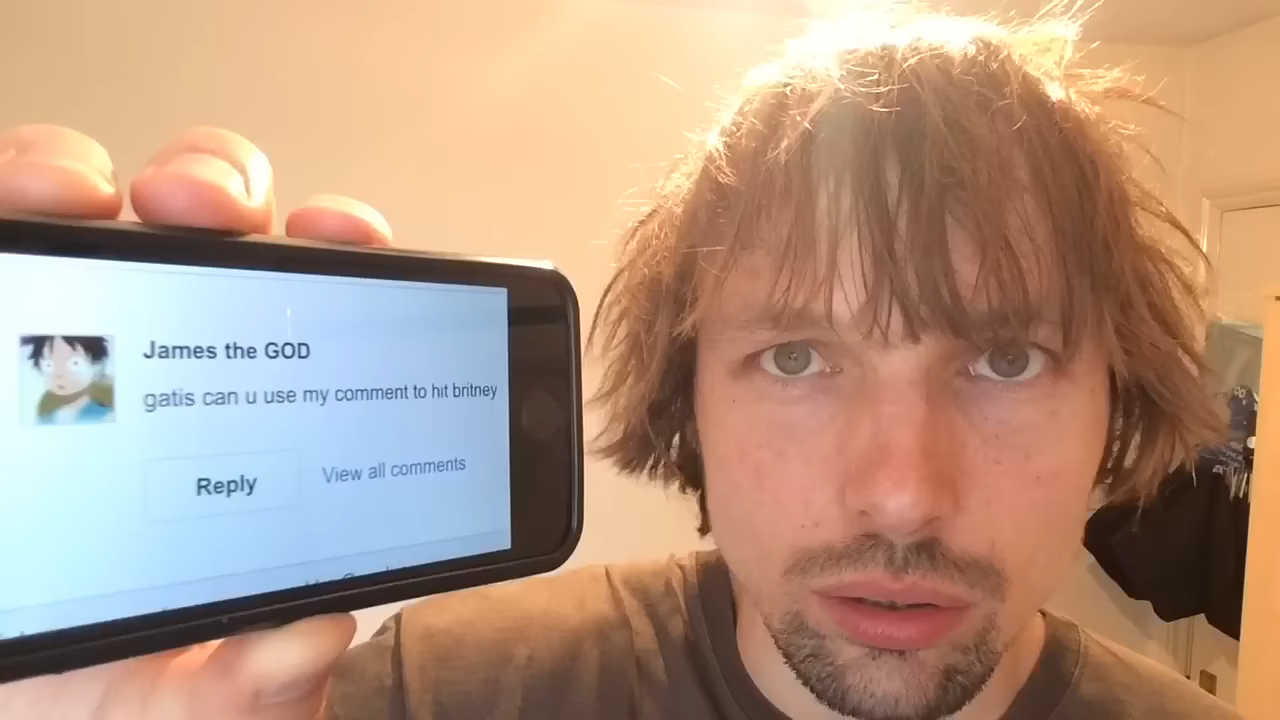 James the GOD
gatis can u use my comment to hit britney
Reply
View all comments